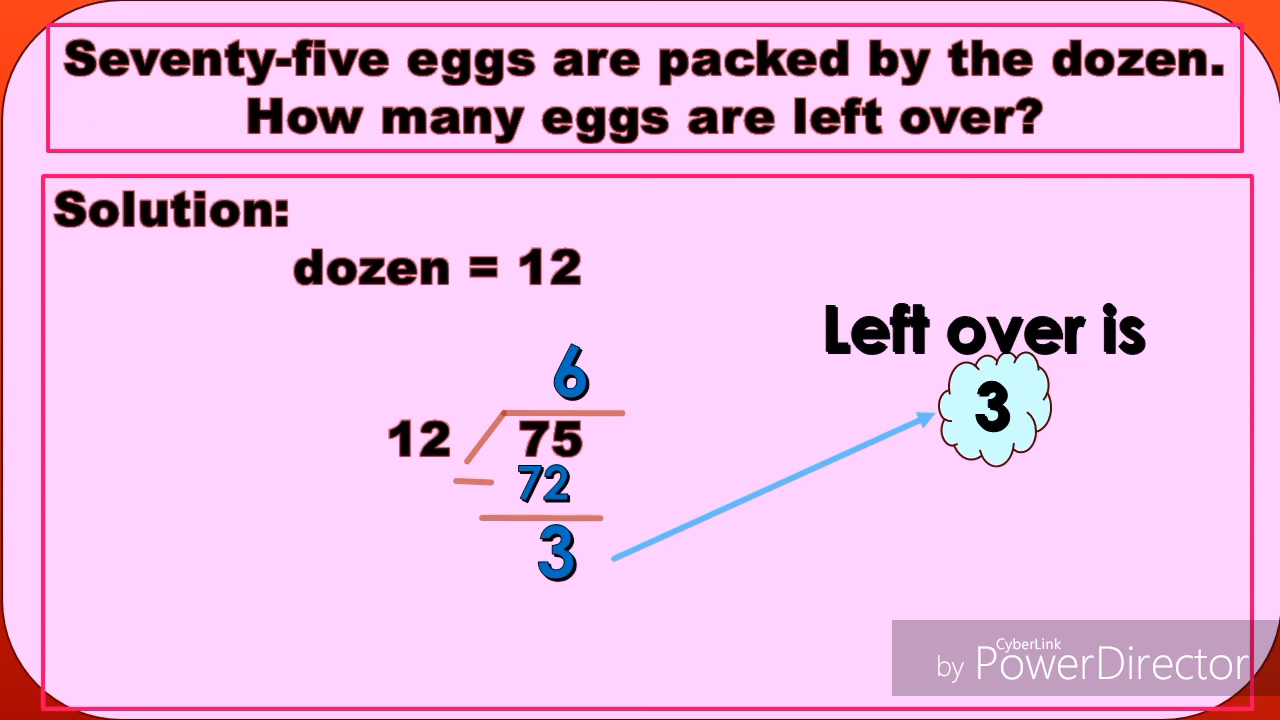 Seventy-five eggs are packed by the dozen.
How many eggs are left over?
Solution:
dozen = 12
Left over is
3
6
12 75
72
3
CyberLink
by PowerDirector